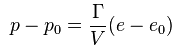 p − p₀ = Γ/V (e − e₀)